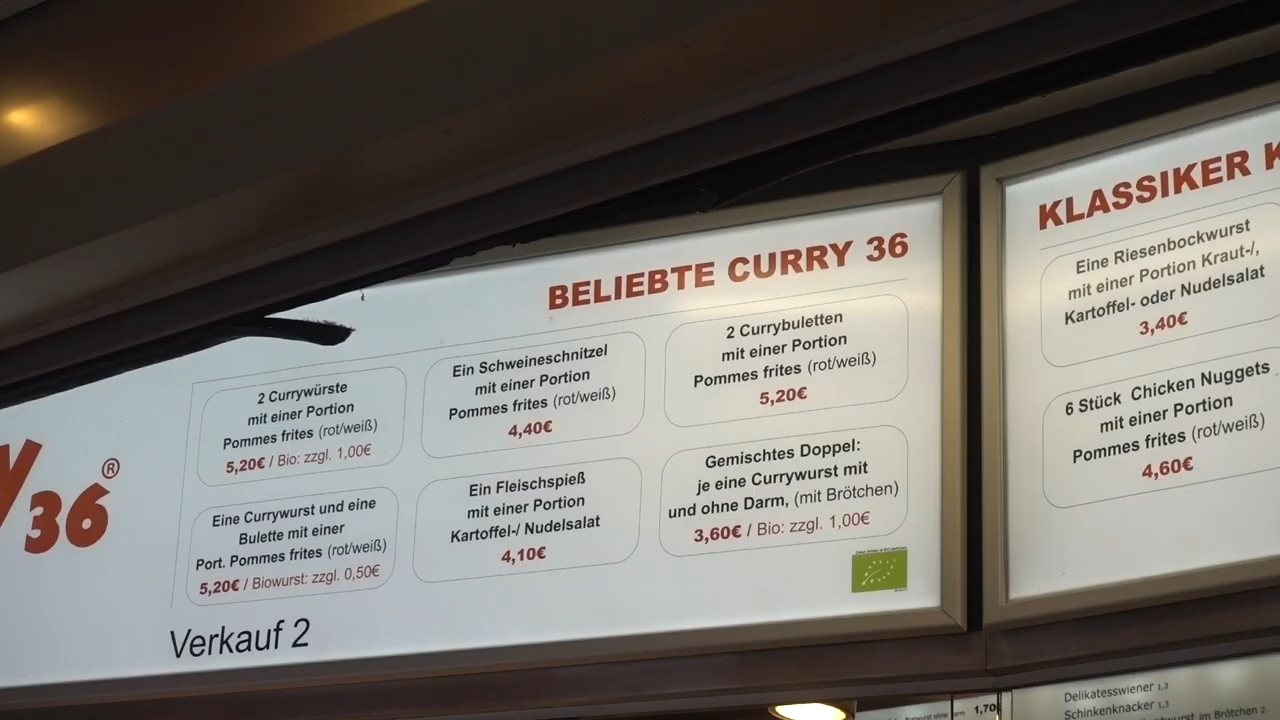 36®
BELIEBTE CURRY 36
2 Currywürste
mit einer Portion
Pommes frites (rot/weiß)
5,20€ / Bio: zzgl. 1,00€
Ein Schweineschnitzel
mit einer Portion
Pommes frites (rot/weiß)
4,40€
2 Currybuletten
mit einer Portion
Pommes frites (rot/weiß)
5,20€
Eine Currywurst und eine
Bulette mit einer
Port. Pommes frites (rot/weiß)
5,20€ / Biowurst: zzgl. 0,50€
Ein Fleischspieß
mit einer Portion
Kartoffel-/ Nudelsalat
4,10€
Gemischtes Doppel:
je eine Currywurst mit
und ohne Darm, (mit Brötchen)
3,60€ / Bio: zzgl. 1,00€
Verkauf 2
KLASSIKER
Eine Riesenbockwurst
mit einer Portion Kraut-/,
Kartoffel- oder Nudelsalat
3,40€
6 Stück Chicken Nuggets
mit einer Portion
Pommes frites (rot/weiß)
4,60€
1,70
Delikatesswiener 1,3
Schinkenknacker 1,3
im Brötchen 2